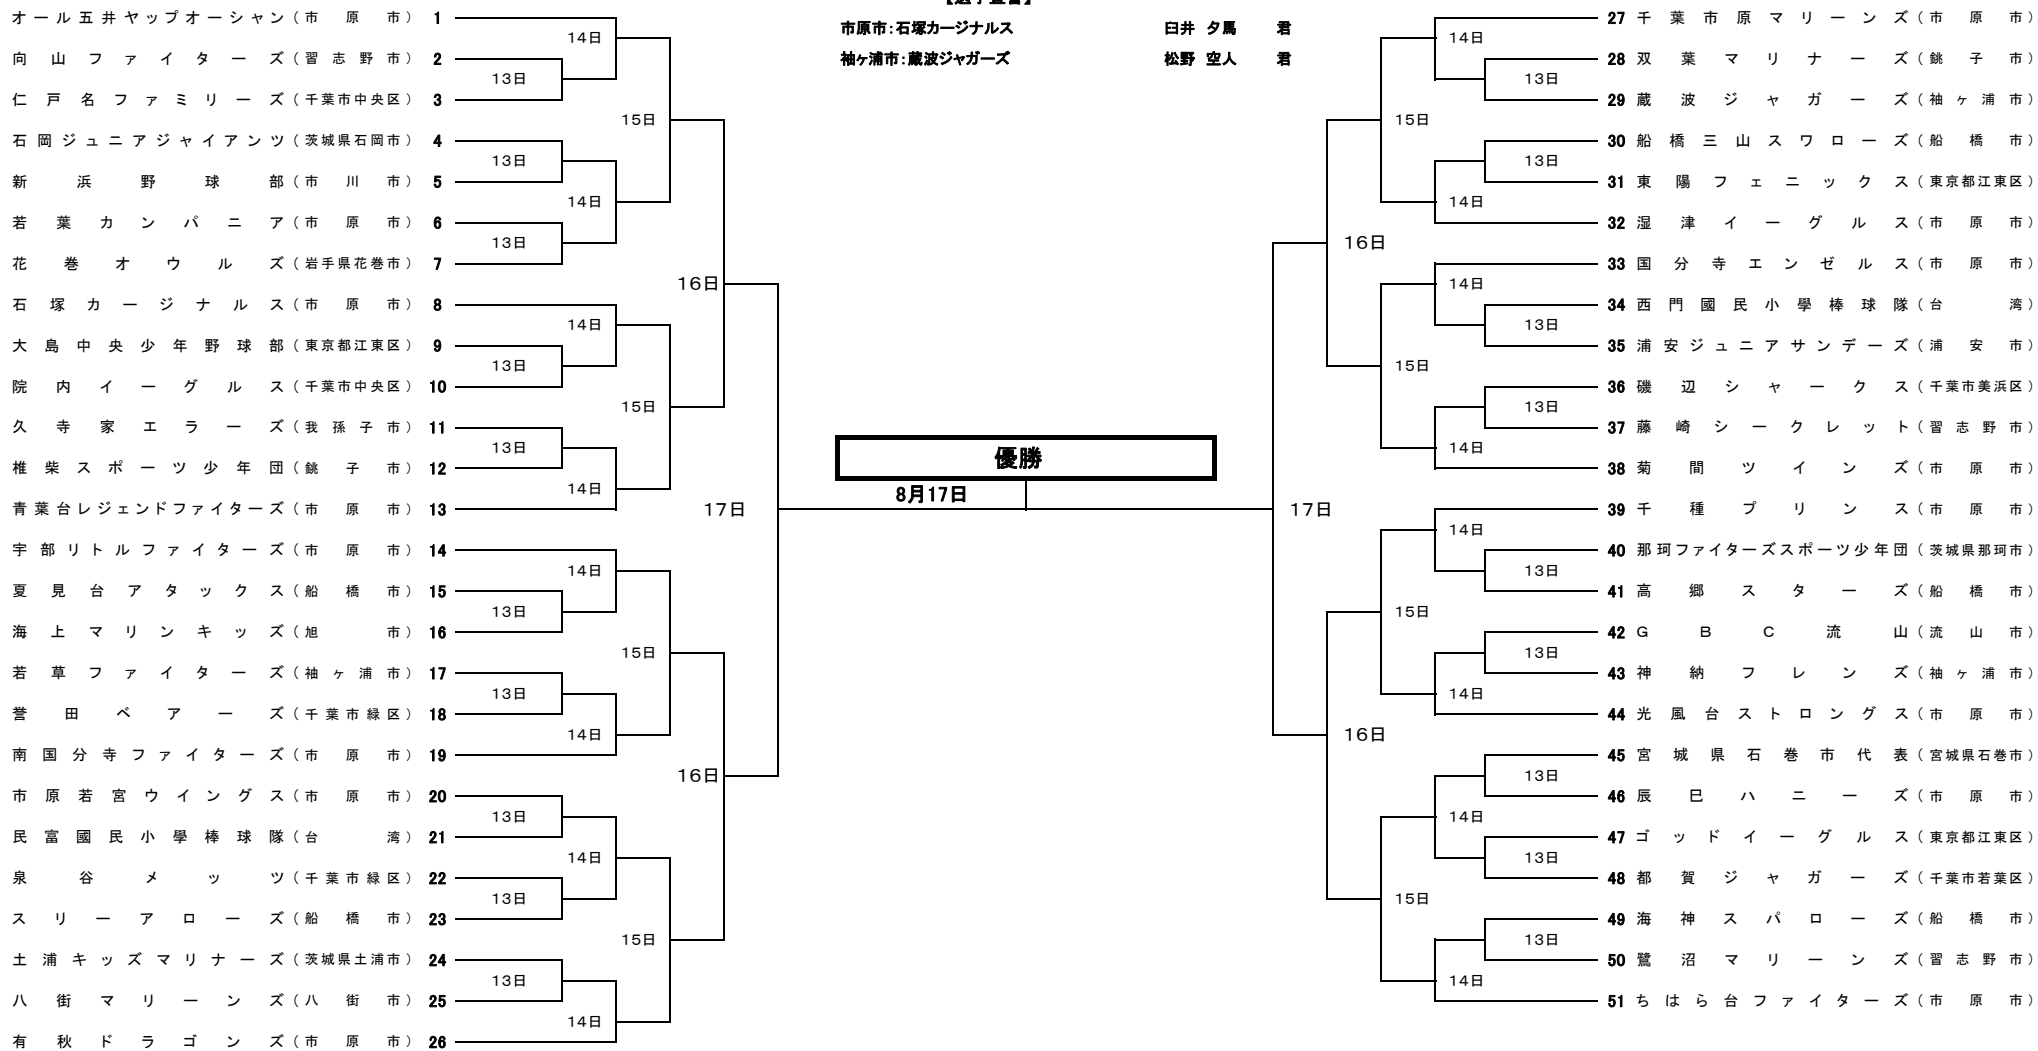 【選手宣誓】
市原市:石塚カージナルス 臼井 夕馬 君
袖ヶ浦市:蔵波ジャガーズ 松野 空人 君
オール五井ヤップオーシャン(市原市) 1
向山ファイターズ(習志野市) 2
仁戸名ファミリーズ(千葉市中央区) 3
石岡ジュニアジャイアンツ(茨城県石岡市) 4
新浜野球部(市川市) 5
若葉カンパニア(市原市) 6
花巻オウルズ(岩手県花巻市) 7
石塚カージナルス(市原市) 8
大島中央少年野球部(東京都江東区) 9
院内イーグルス(千葉市中央区) 10
久寺家エラーズ(我孫子市) 11
椎柴スポーツ少年団(銚子市) 12
青葉台レジェンドファイターズ(市原市) 13
宇部リトルファイターズ(市原市) 14
夏見台アタックス(船橋市) 15
海上マリンキッズ(旭市) 16
若草ファイターズ(袖ヶ浦市) 17
誉田ベアーズ(千葉市緑区) 18
南国分寺ファイターズ(市原市) 19
市原若宮ウイングス(市原市) 20
民富國民小學棒球隊(台湾) 21
泉谷メッツ(千葉市緑区) 22
スリーアローズ(船橋市) 23
土浦キッズマリナーズ(茨城県土浦市) 24
八街マリーンズ(八街市) 25
有秋ドラゴンズ(市原市) 26
14日
13日
13日
14日
13日
14日
13日
13日
14日
14日
13日
13日
14日
13日
14日
13日
13日
14日
15日
15日
15日
15日
16日
16日
17日
優勝
8月17日
17日
16日
16日
15日
15日
15日
15日
14日
13日
13日
14日
14日
13日
13日
14日
14日
13日
13日
14日
13日
14日
13日
13日
14日
27 千葉市原マリーンズ(市原市)
28 双葉マリナーズ(銚子市)
29 蔵波ジャガーズ(袖ヶ浦市)
30 船橋三山スワローズ(船橋市)
31 東陽フェニックス(東京都江東区)
32 湿津イーグルス(市原市)
33 国分寺エンゼルス(市原市)
34 西門國民小學棒球隊(台湾)
35 浦安ジュニアサンデーズ(浦安市)
36 磯辺シャークス(千葉市美浜区)
37 藤崎シークレット(習志野市)
38 菊間ツインズ(市原市)
39 千種プリンス(市原市)
40 那珂ファイターズスポーツ少年団(茨城県那珂市)
41 高郷スターズ(船橋市)
42 GBC流山(流山市)
43 神納フレンズ(袖ヶ浦市)
44 光風台ストロングス(市原市)
45 宮城県石巻市代表(宮城県石巻市)
46 辰巳ハニーズ(市原市)
47 ゴッドイーグルス(東京都江東区)
48 都賀ジャガーズ(千葉市若葉区)
49 海神スパローズ(船橋市)
50 鷺沼マリーンズ(習志野市)
51 ちはら台ファイターズ(市原市)